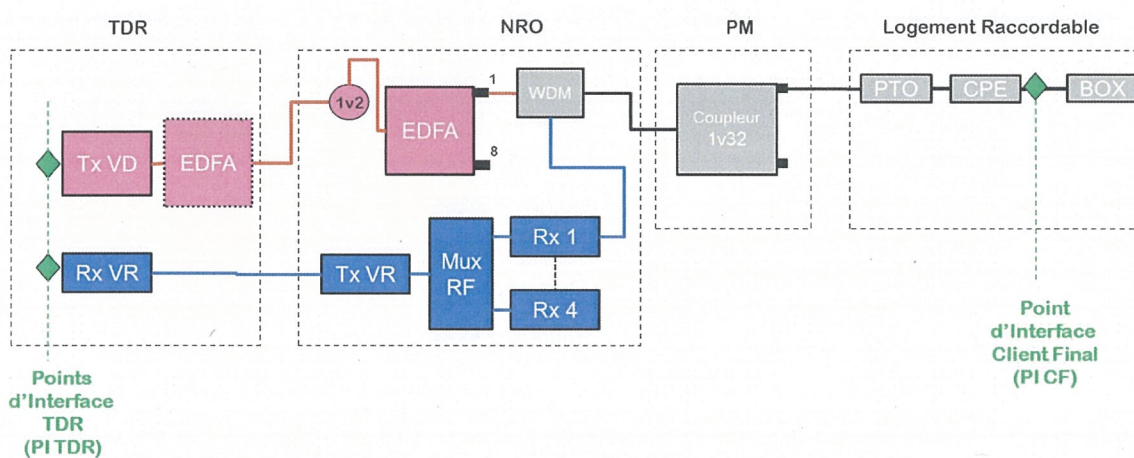 TDR
NRO
PM
Logement Raccordable
1v2
1
WDM
PTO
CPE
BOX
Tx VD
EDFA
EDFA
8
Coupleur
1v32
Rx VR
Tx VR
Mux
RF
Rx 1
Rx 4
Points
d'Interface
TDR
(PI TDR)
Point
d'Interface
Client Final
(PI CF)